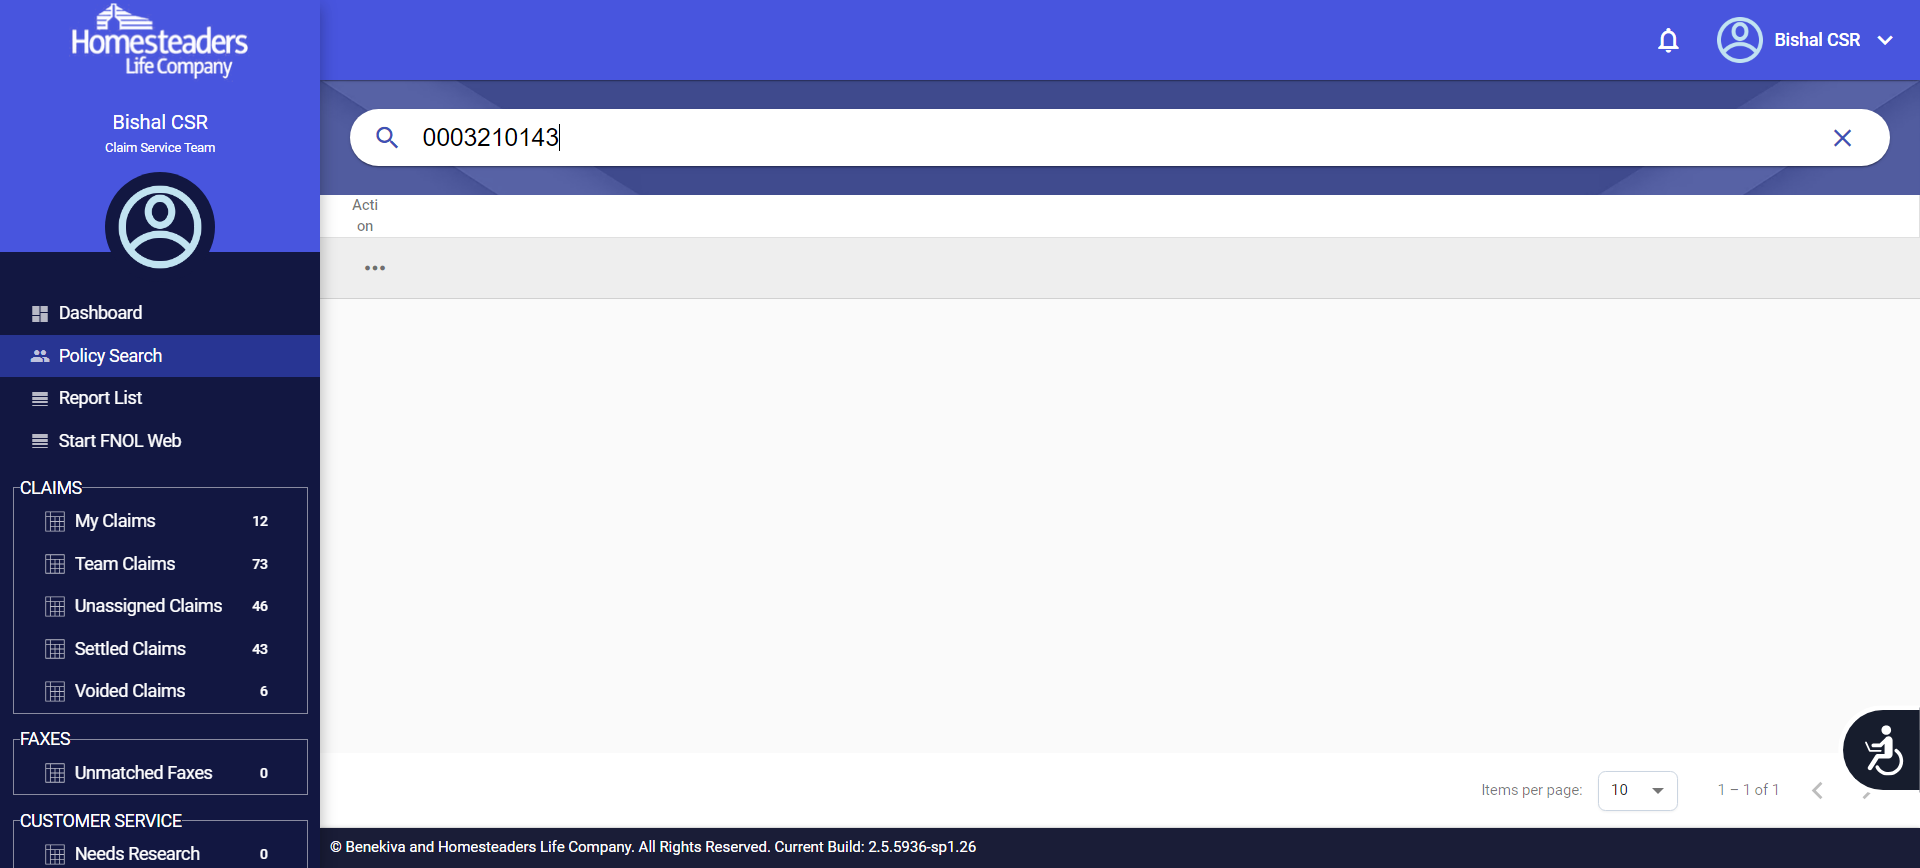 Homesteaders
Life Company
Bishal CSR
Bishal CSR
Claim Service Team
0003210143
Acti
on
Dashboard
Policy Search
Report List
Start FNOL Web
CLAIMS
My Claims 12
Team Claims 73
Unassigned Claims 46
Settled Claims 43
Voided Claims 6
FAXES
Unmatched Faxes 0
CUSTOMER SERVICE
Needs Research 0
Items per page: 10 1 – 1 of 1
© Benekiva and Homesteaders Life Company. All Rights Reserved. Current Build: 2.5.5936-sp1.26